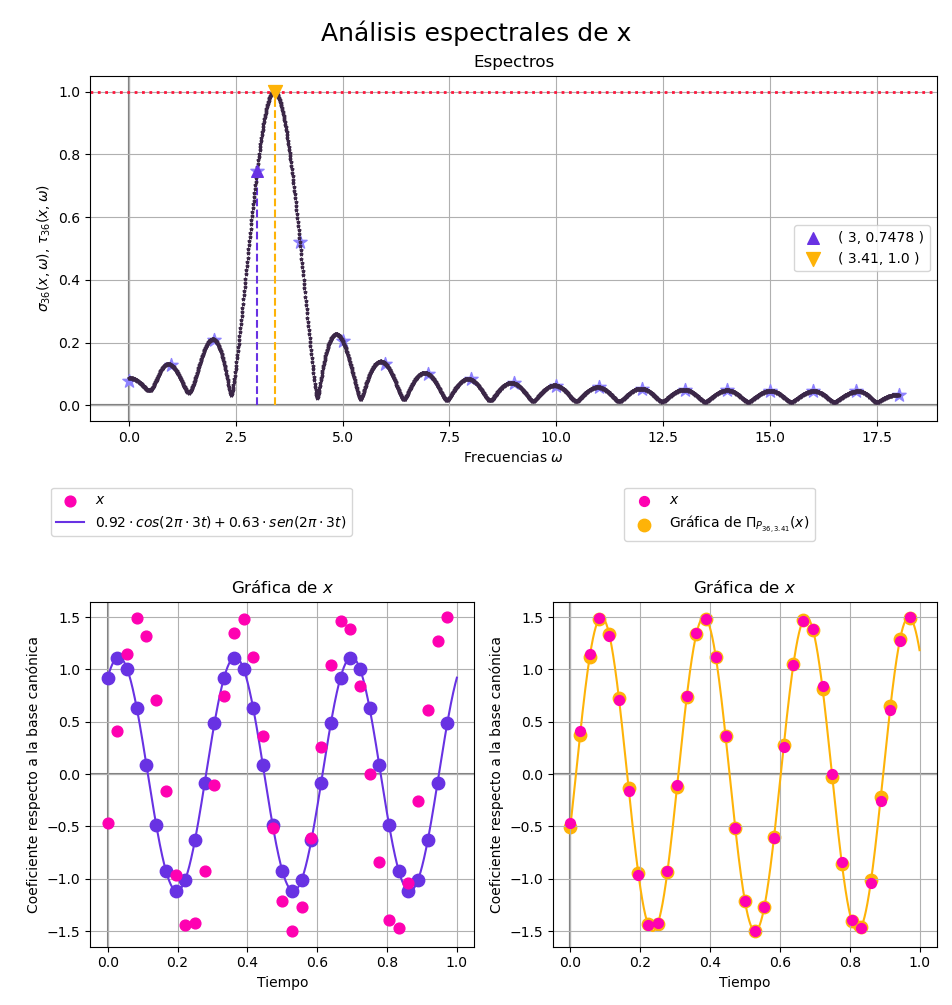 Análisis espectrales de x
Espectros
σ₃₆(x, ω), τ₃₆(x, ω)
1.0
0.8
0.6
0.4
0.2
0.0
( 3, 0.7478 )
( 3.41, 1.0 )
0.0 2.5 5.0 7.5 10.0 12.5 15.0 17.5
Frecuencias ω
x
0.92 · cos(2π · 3t) + 0.63 · sen(2π · 3t)
x
Gráfica de Π_{P_{36,3.41}}(x)
Gráfica de x
Coeficiente respecto a la base canónica
1.5
1.0
0.5
0.0
−0.5
−1.0
−1.5
0.0 0.2 0.4 0.6 0.8 1.0
Tiempo
Gráfica de x
Coeficiente respecto a la base canónica
1.5
1.0
0.5
0.0
−0.5
−1.0
−1.5
0.0 0.2 0.4 0.6 0.8 1.0
Tiempo